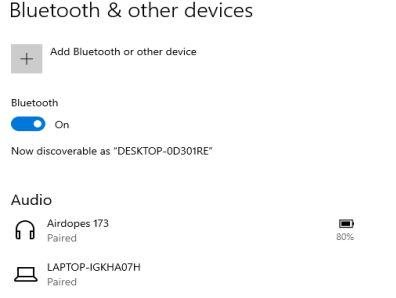 Bluetooth & other devices
Add Bluetooth or other device
Bluetooth
On
Now discoverable as “DESKTOP-0D301RE”
Audio
Airdopes 173
Paired
80%
LAPTOP-IGKHA07H
Paired